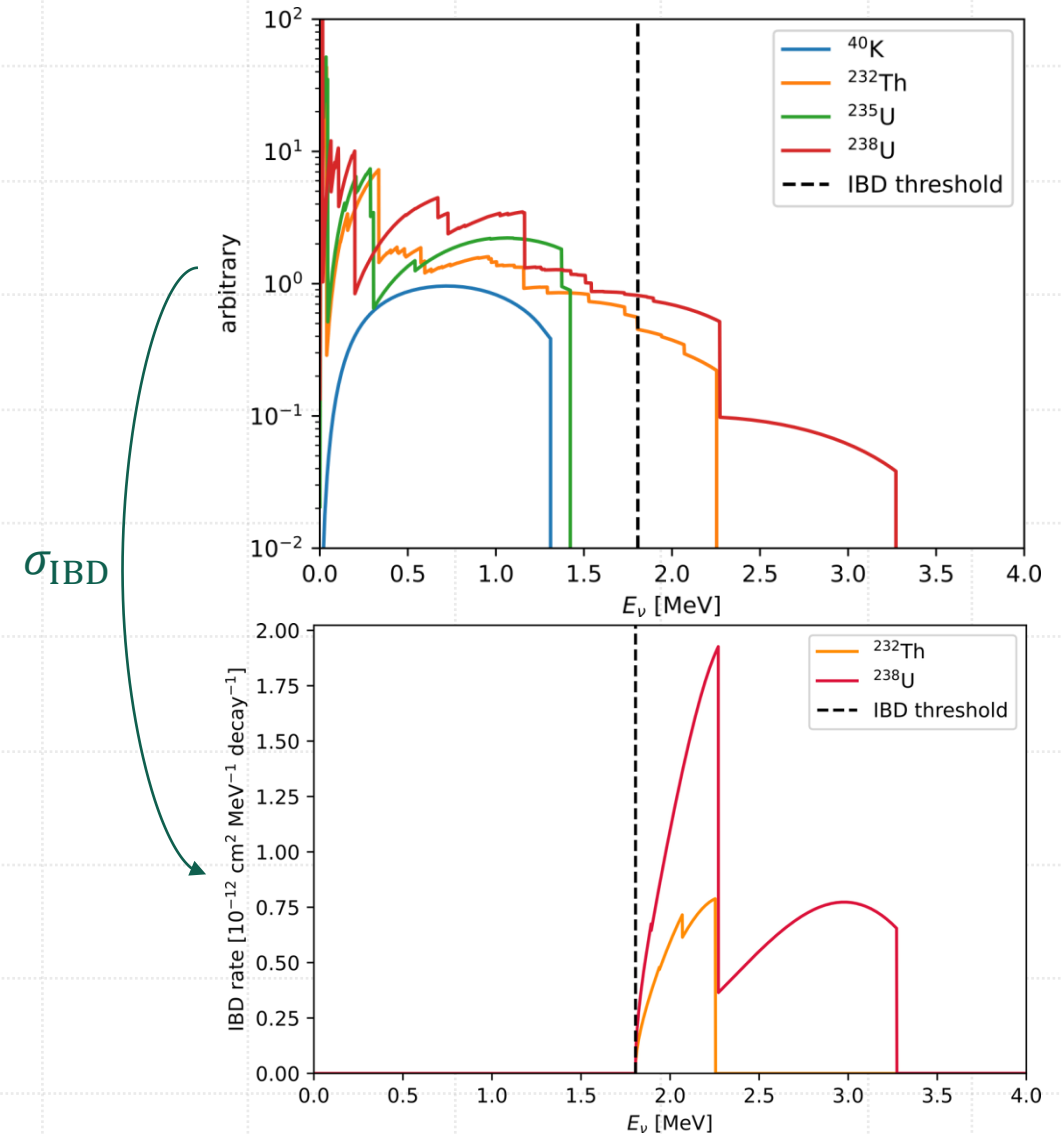 10²
10¹
10⁰
10⁻¹
10⁻²
arbitrary
⁴⁰K
²³²Th
²³⁵U
²³⁸U
IBD threshold
0.0 0.5 1.0 1.5 2.0 2.5 3.0 3.5 4.0
E_ν [MeV]
σ_IBD
2.00
1.75
1.50
1.25
1.00
0.75
0.50
0.25
0.00
IBD rate [10⁻¹² cm² MeV⁻¹ decay⁻¹]
²³²Th
²³⁸U
IBD threshold
0.0 0.5 1.0 1.5 2.0 2.5 3.0 3.5 4.0
E_ν [MeV]